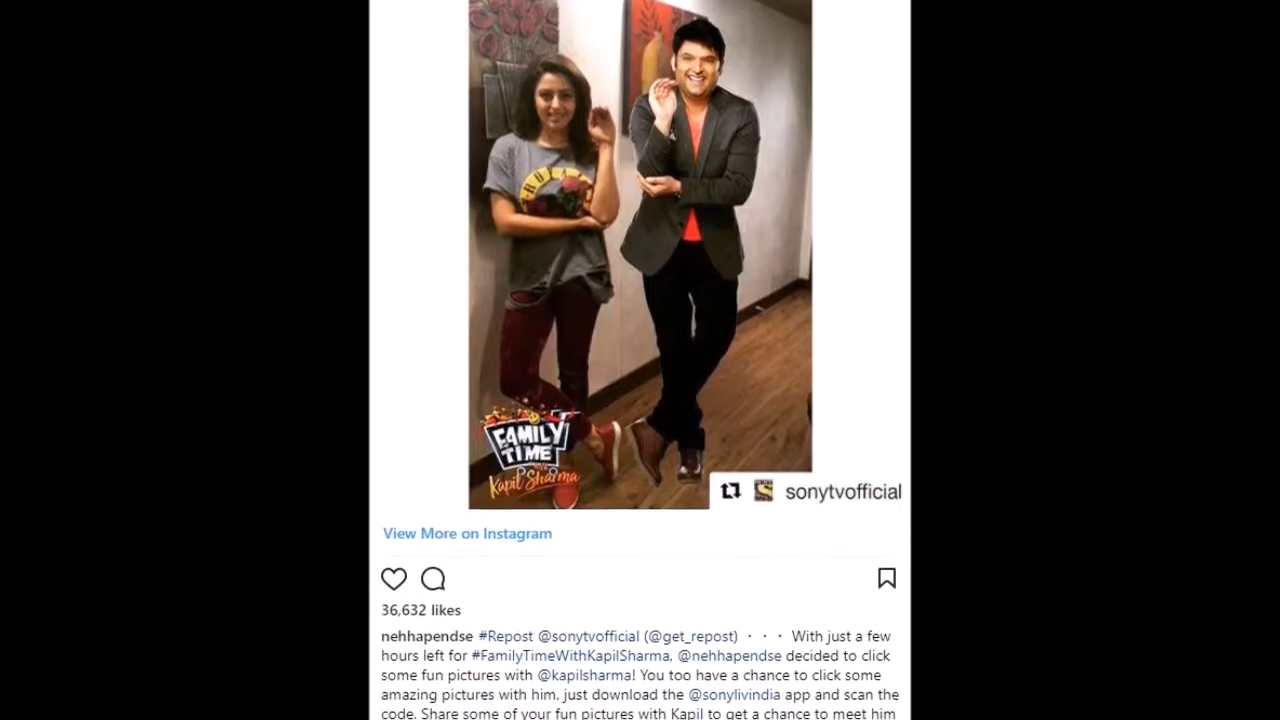 FAMILY
TIME
with
Kapil Sharma
sonytvofficial
View More on Instagram
36,632 likes
nehhapendse #Repost @sonytvofficial (@get_repost) ・・・ With just a few
hours left for #FamilyTimeWithKapilSharma, @nehhapendse decided to click
some fun pictures with @kapilsharma! You too have a chance to click some
amazing pictures with him, just download the @sonylivindia app and scan the
code. Share some of your fun pictures with Kapil to get a chance to meet him